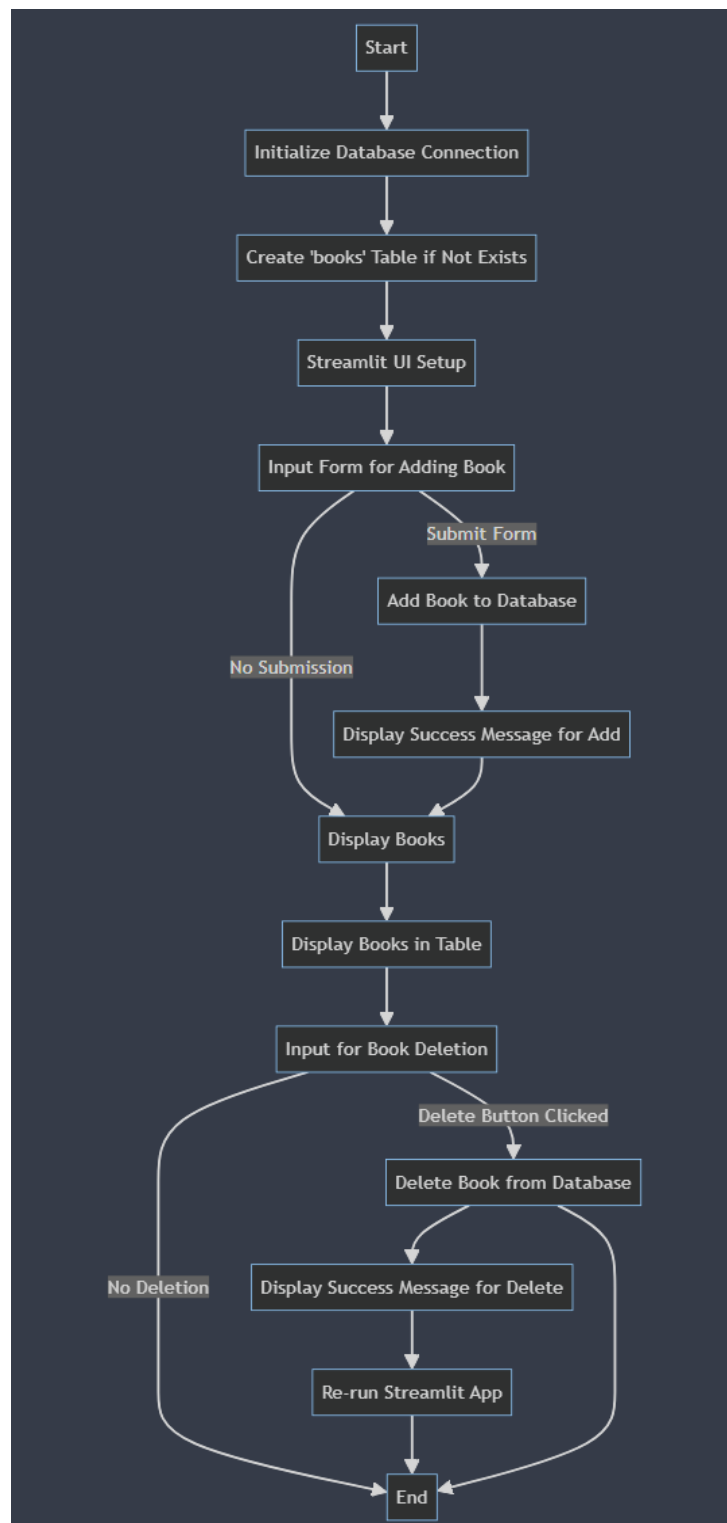 Start
Initialize Database Connection
Create 'books' Table if Not Exists
Streamlit UI Setup
Input Form for Adding Book
Submit Form
Add Book to Database
No Submission
Display Success Message for Add
Display Books
Display Books in Table
Input for Book Deletion
Delete Button Clicked
Delete Book from Database
No Deletion
Display Success Message for Delete
Re-run Streamlit App
End